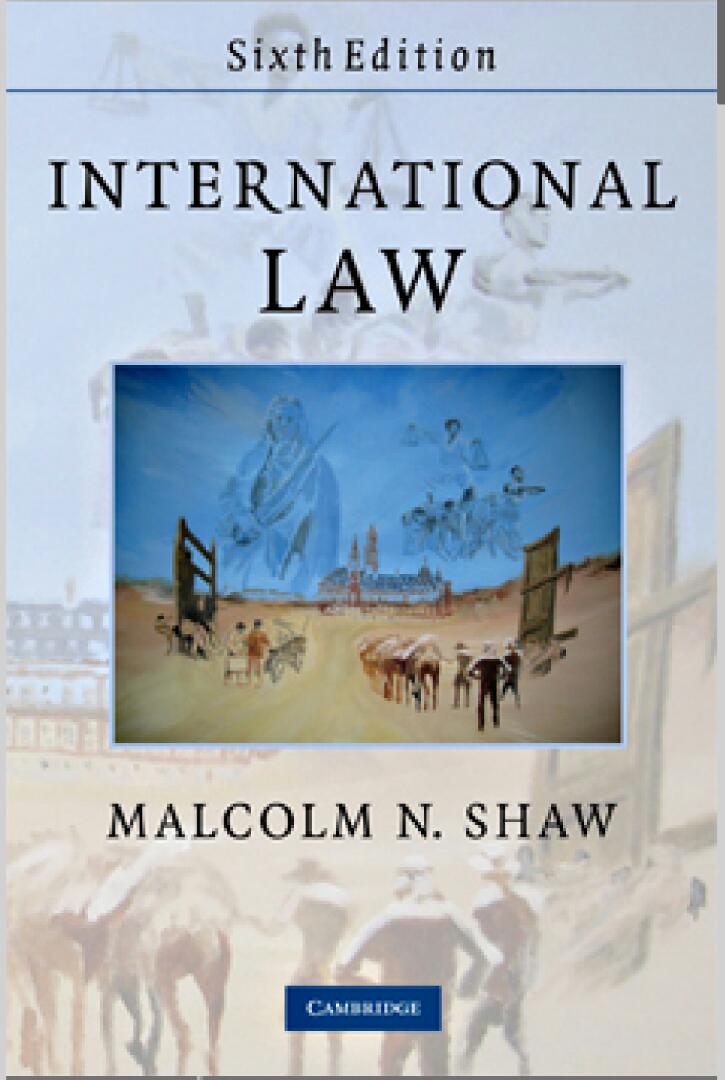 Sixth Edition
INTERNATIONAL
LAW
MALCOLM N. SHAW
CAMBRIDGE